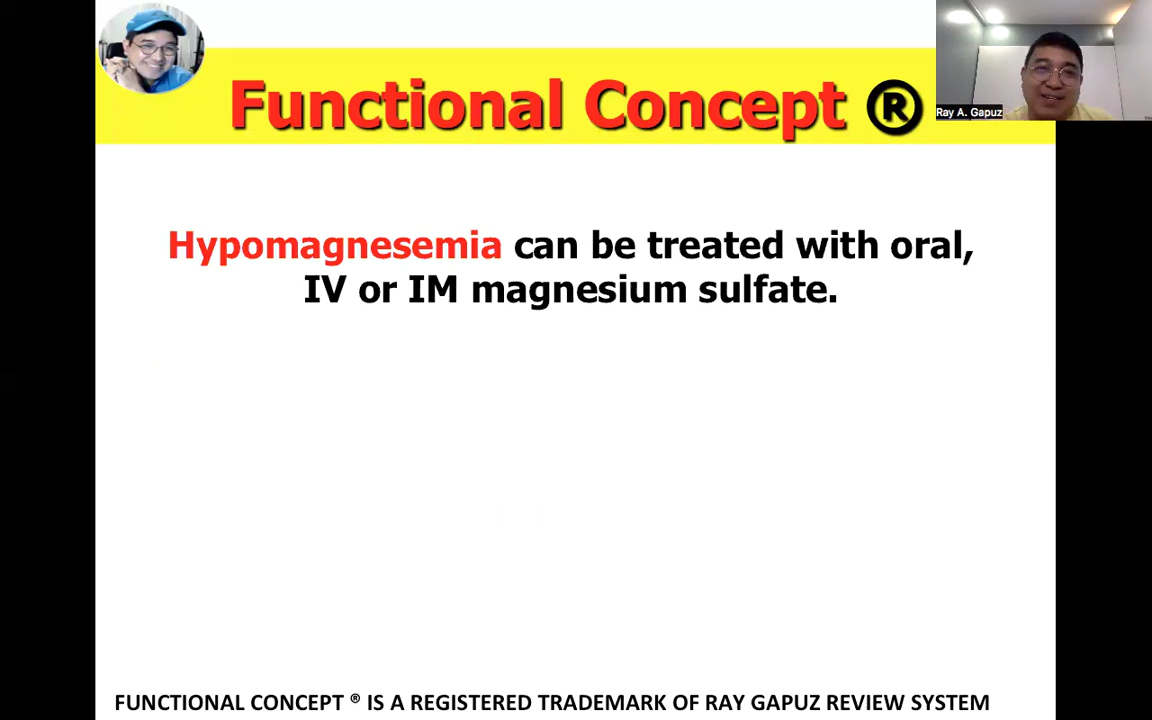 Functional Concept ®
Ray A. Gapuz
Hypomagnesemia can be treated with oral,
IV or IM magnesium sulfate.
FUNCTIONAL CONCEPT ® IS A REGISTERED TRADEMARK OF RAY GAPUZ REVIEW SYSTEM